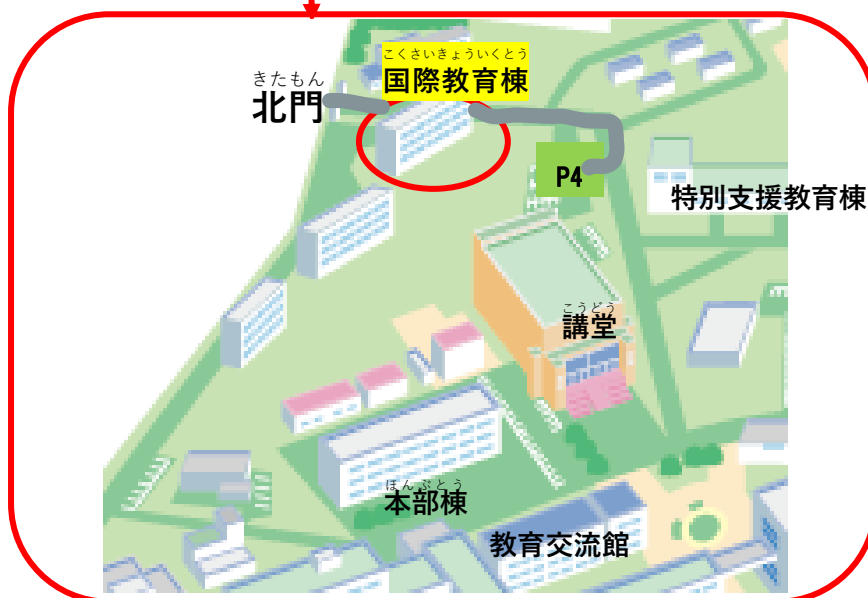 こくさいきょういくとう
国際教育棟
きたもん
北門
P4
特別支援教育棟
こうどう
講堂
ほんぶとう
本部棟
教育交流館